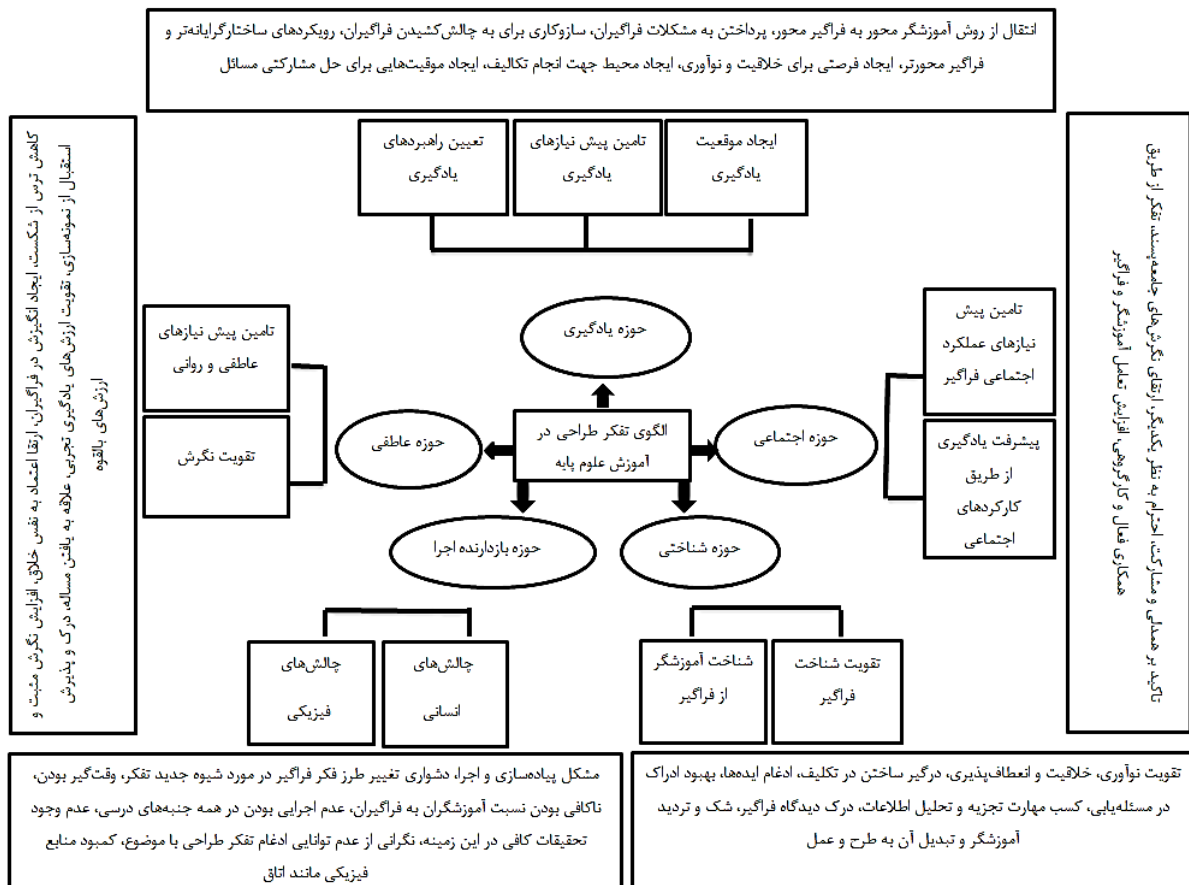 انتقال از روش آموزشگر محور به فراگیر محور، پرداختن به مشکلات فراگیران، سازوکاری برای به چالش‌کشیدن فراگیران، رویکردهای ساختارگرایانه‌تر و
فراگیر محورتر، ایجاد فرصتی برای خلاقیت و نوآوری، ایجاد محیط جهت انجام تکالیف، ایجاد موقیت‌هایی برای حل مشارکتی مسائل
ایجاد موقعیت
یادگیری
تامین پیش نیازهای
یادگیری
تعیین راهبردهای
یادگیری
تاکید بر همدلی و مشارکت، احترام به نظر یکدیگر، ارتقای نگرش‌های جامعه‌پسند، تفکر از طریق
همکاری فعال و کارگروهی، افزایش تعامل آموزشگر و فراگیر
تامین پیش
نیازهای عملکرد
اجتماعی فراگیر
پیشرفت یادگیری
از طریق
کارکردهای
اجتماعی
حوزه یادگیری
حوزه اجتماعی
الگوی تفکر طراحی در
آموزش علوم پایه
حوزه عاطفی
حوزه شناختی
حوزه بازدارنده اجرا
تامین پیش نیازهای
عاطفی و روانی
تقویت نگرش
کاهش ترس از شکست، ایجاد انگیزش در فراگیران، ارتقا اعتماد به نفس خلاق، افزایش نگرش مثبت و
استقبال از نمونه‌سازی، تقویت ارزش‌های یادگیری تجربی، علاقه به یافتن مساله، درک و پذیرش
ارزش‌های بالقوه
تقویت شناخت
فراگیر
شناخت آموزشگر
از فراگیر
چالش‌های
انسانی
چالش‌های
فیزیکی
تقویت نوآوری، خلاقیت و انعطاف‌پذیری، درگیر ساختن در تکلیف، ادغام ایده‌ها، بهبود ادراک
در مسئله‌یابی، کسب مهارت تجزیه و تحلیل اطلاعات، درک دیدگاه فراگیر، شک و تردید
آموزشگر و تبدیل آن به طرح و عمل
مشکل پیاده‌سازی و اجرا، دشواری تغییر طرز فکر فراگیر در مورد شیوه جدید تفکر، وقت‌گیر بودن،
ناکافی بودن نسبت آموزشگران به فراگیران، عدم اجرایی بودن در همه جنبه‌های درسی، عدم وجود
تحقیقات کافی در این زمینه، نگرانی از عدم توانایی ادغام تفکر طراحی با موضوع، کمبود منابع
فیزیکی مانند اتاق